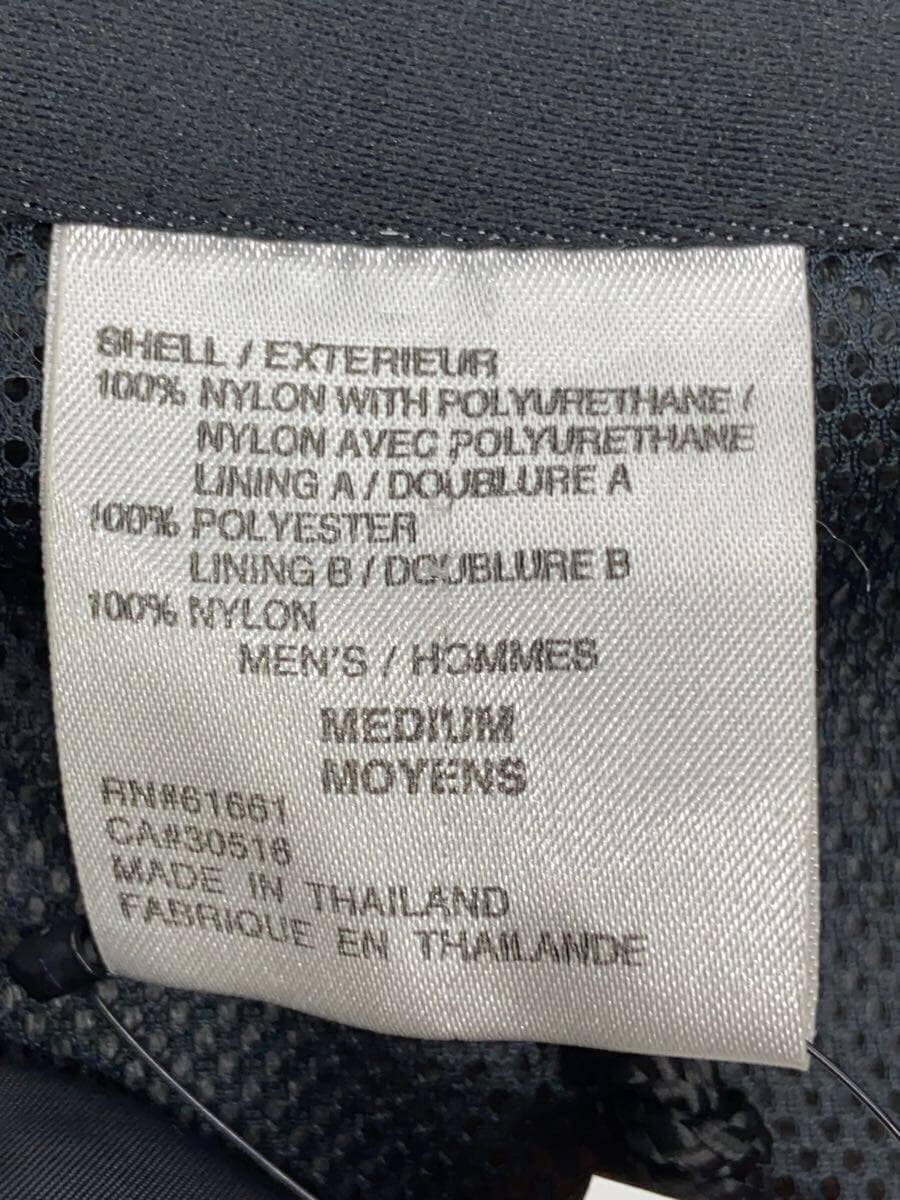 SHELL / EXTERIEUR
100% NYLON WITH POLYURETHANE /
NYLON AVEC POLYURETHANE
LINING A / DOUBLURE A
100% POLYESTER
LINING B / DOUBLURE B
100% NYLON
MEN'S / HOMMES
MEDIUM
MOYENS
RN#61661
CA#30516
MADE IN THAILAND
FABRIQUE EN THAILANDE